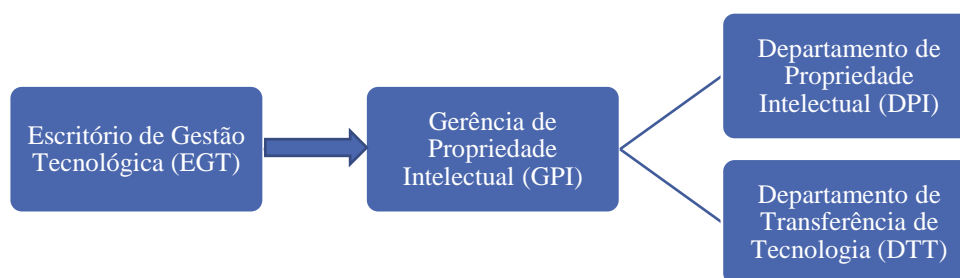 Escritório de Gestão
Tecnológica (EGT)
Gerência de
Propriedade
Intelectual (GPI)
Departamento de
Propriedade
Intelectual (DPI)
Departamento de
Transferência de
Tecnologia (DTT)